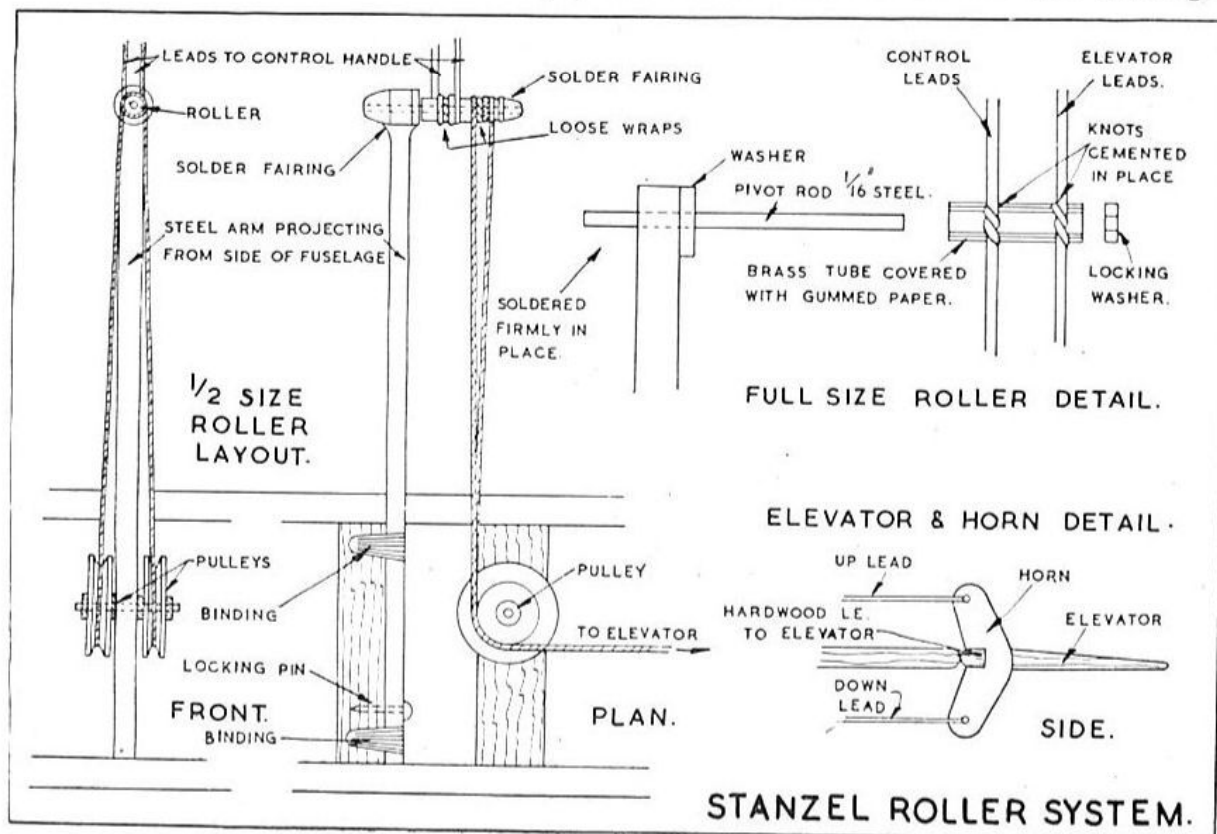 LEADS TO CONTROL HANDLE
ROLLER
SOLDER FAIRING
SOLDER FAIRING
LOOSE WRAPS
STEEL ARM PROJECTING
FROM SIDE OF FUSELAGE
1/2 SIZE
ROLLER
LAYOUT.
PULLEYS
BINDING
LOCKING PIN
FRONT.
BINDING
PULLEY
TO ELEVATOR
PLAN.
WASHER
PIVOT ROD 1/16" STEEL.
SOLDERED
FIRMLY IN
PLACE.
CONTROL
LEADS
ELEVATOR
LEADS.
KNOTS
CEMENTED
IN PLACE
BRASS TUBE COVERED
WITH GUMMED PAPER.
LOCKING
WASHER.
FULL SIZE ROLLER DETAIL.
ELEVATOR & HORN DETAIL.
UP LEAD
HORN
HARDWOOD L.E.
TO ELEVATOR
ELEVATOR
DOWN
LEAD
SIDE.
STANZEL ROLLER SYSTEM.